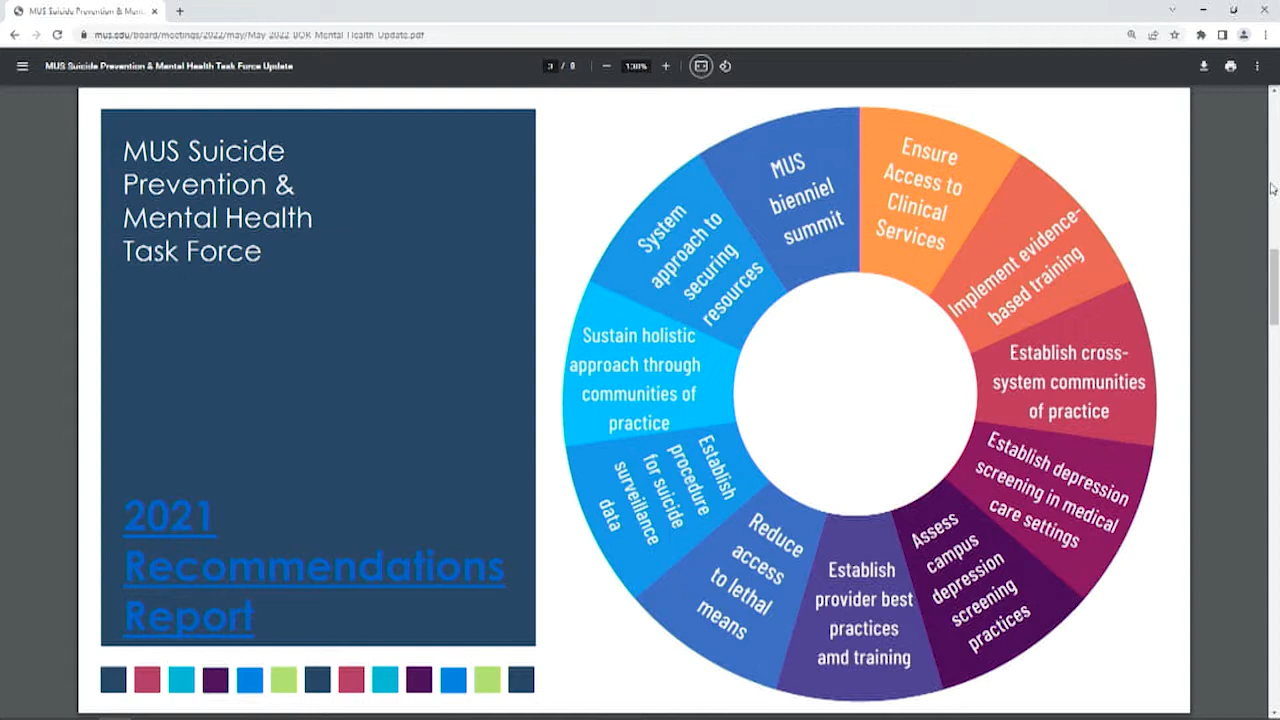 MUS Suicide Prevention & Ment
mus.edu/board/meetings/2022/may/May-2022-BOR-Mental-Health-Update.pdf
MUS Suicide Prevention & Mental Health Task Force Update
3 / 8
138%
MUS Suicide
Prevention &
Mental Health
Task Force
2021
Recommendations
Report
Ensure
Access to
Clinical
Services
Implement evidence-
based training
Establish cross-
system communities
of practice
Establish depression
screening in medical
care settings
Assess
campus
depression
screening
practices
Establish
provider best
practices
amd training
Reduce
access
to lethal
means
Establish
procedure
for suicide
surveillance
data
Sustain holistic
approach through
communities of
practice
System
approach to
securing
resources
MUS
bienniel
summit